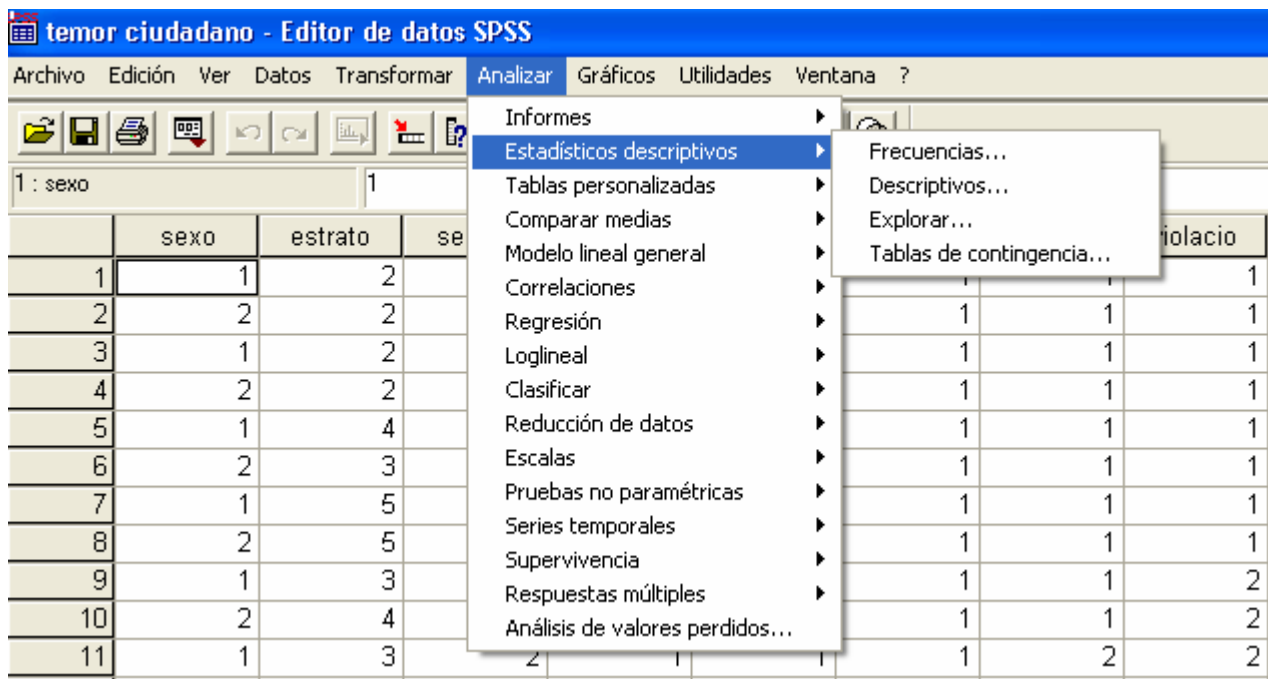 temor ciudadano - Editor de datos SPSS
Archivo Edición Ver Datos Transformar Analizar Gráficos Utilidades Ventana ?
Informes
Estadísticos descriptivos
Tablas personalizadas
Comparar medias
Modelo lineal general
Correlaciones
Regresión
Loglineal
Clasificar
Reducción de datos
Escalas
Pruebas no paramétricas
Series temporales
Supervivencia
Respuestas múltiples
Análisis de valores perdidos...
Frecuencias...
Descriptivos...
Explorar...
Tablas de contingencia...
1 : sexo 1
sexo estrato se iolacio
1 1 2 1 1 1
2 2 2 1 1 1
3 1 2 1 1 1
4 2 2 1 1 1
5 1 4 1 1 1
6 2 3 1 1 1
7 1 5 1 1 1
8 2 5 1 1 1
9 1 3 1 1 2
10 2 4 1 1 2
11 1 3 2 1 1 1 2 2